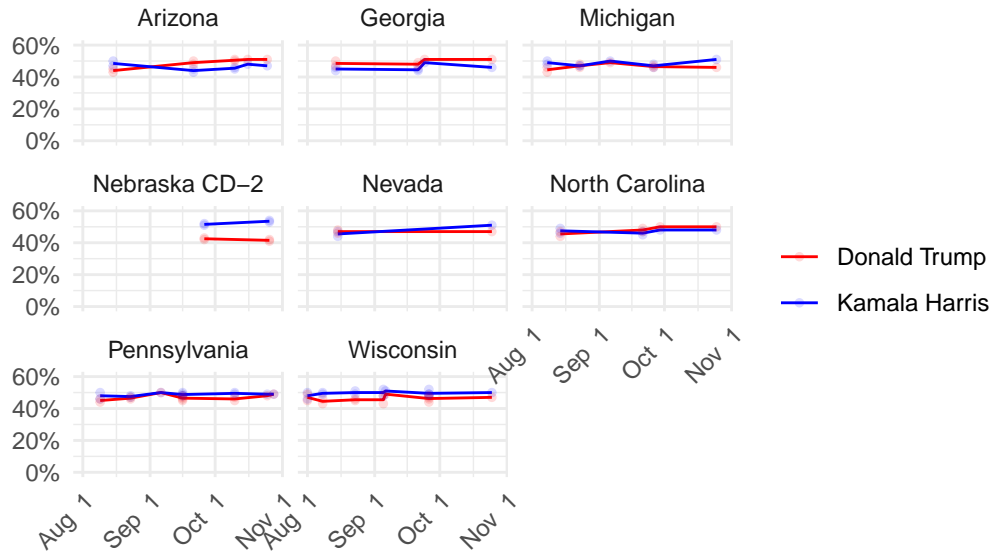 Arizona
Georgia
Michigan
60%
40%
20%
0%
Nebraska CD−2
Nevada
North Carolina
60%
40%
20%
0%
Donald Trump
Kamala Harris
Pennsylvania
Wisconsin
Aug 1
Sep 1
Oct 1
Nov 1
60%
40%
20%
0%
Aug 1
Sep 1
Oct 1
Nov 1
Aug 1
Sep 1
Oct 1
Nov 1